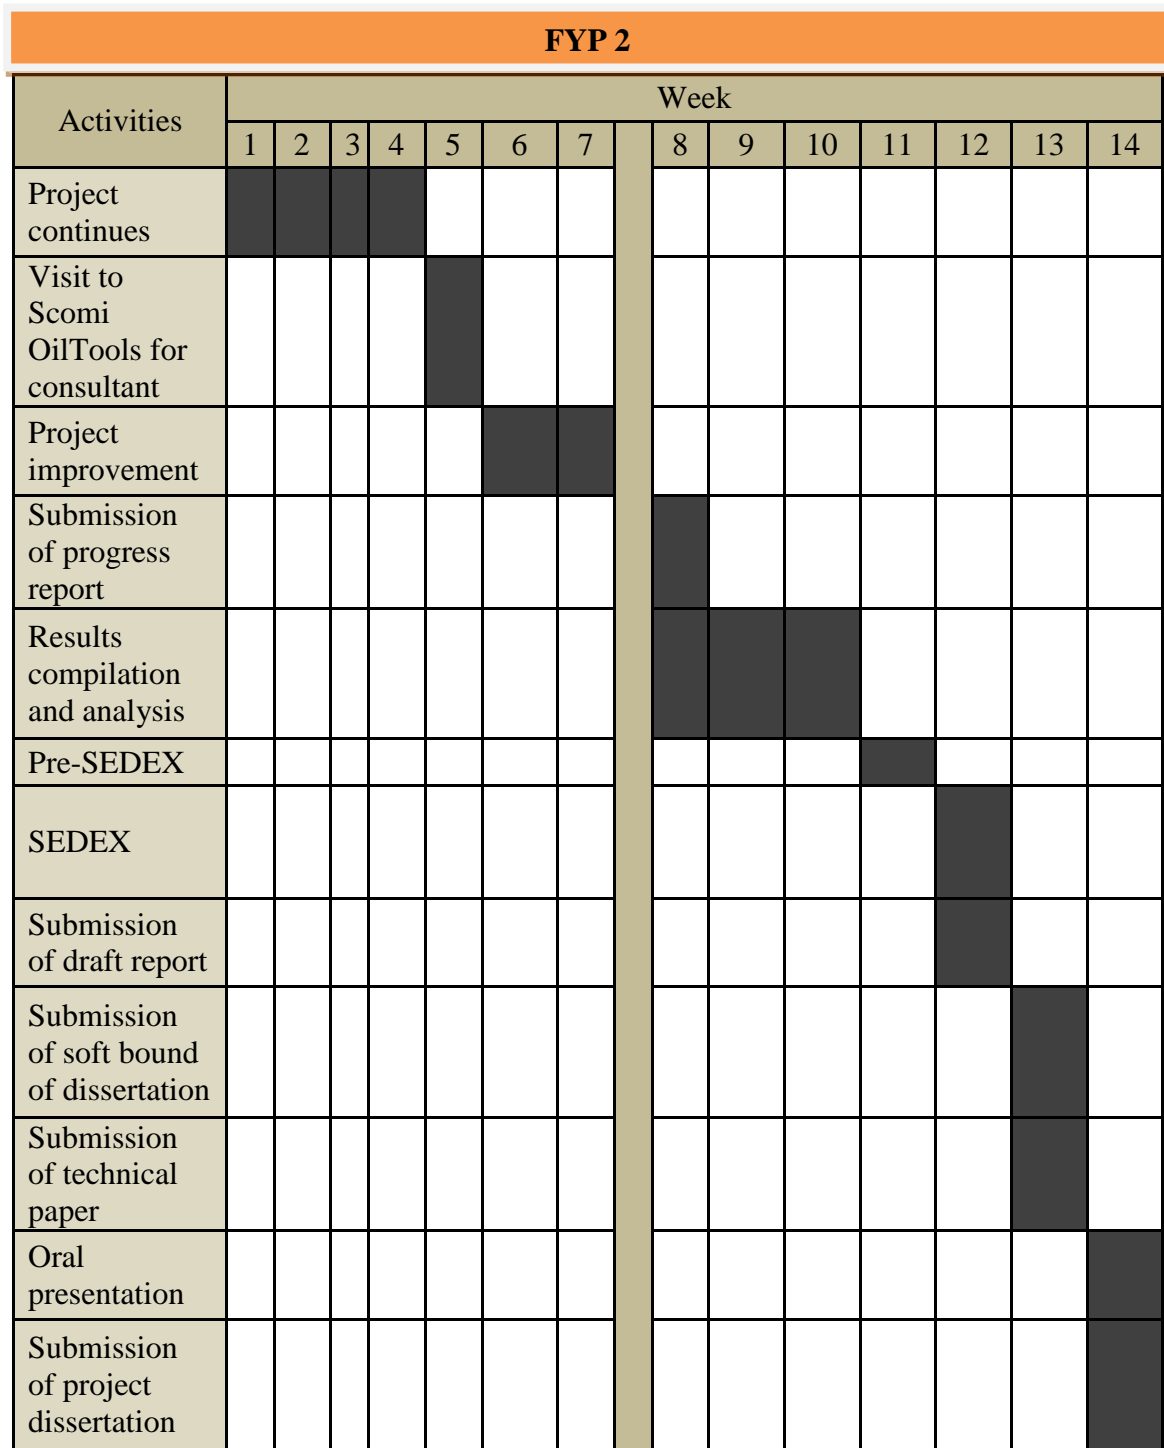 FYP 2
Activities
Week
1 2 3 4 5 6 7 8 9 10 11 12 13 14
Project
continues
Visit to
Scomi
OilTools for
consultant
Project
improvement
Submission
of progress
report
Results
compilation
and analysis
Pre-SEDEX
SEDEX
Submission
of draft report
Submission
of soft bound
of dissertation
Submission
of technical
paper
Oral
presentation
Submission
of project
dissertation